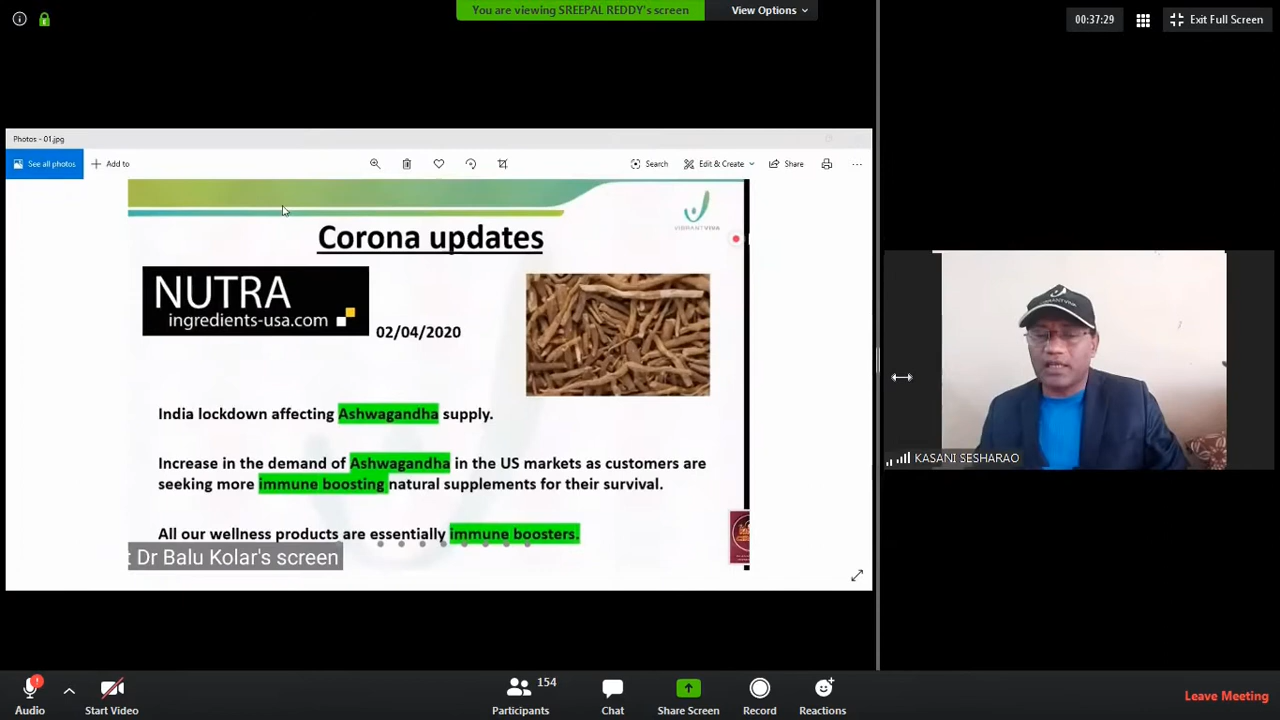 You are viewing SREEPAL REDDY's screen
View Options
00:37:29
Exit Full Screen
Photos - 01.jpg
See all photos
Add to
Search
Edit & Create
Share
VIBRANTVIVA
Corona updates
NUTRA
ingredients-usa.com
02/04/2020
India lockdown affecting Ashwagandha supply.
Increase in the demand of Ashwagandha in the US markets as customers are
seeking more immune boosting natural supplements for their survival.
All our wellness products are essentially immune boosters.
t Dr Balu Kolar's screen
VIBRANTVIVA
KASANI SESHARAO
Audio
Start Video
Participants
154
Chat
Share Screen
Record
Reactions
Leave Meeting